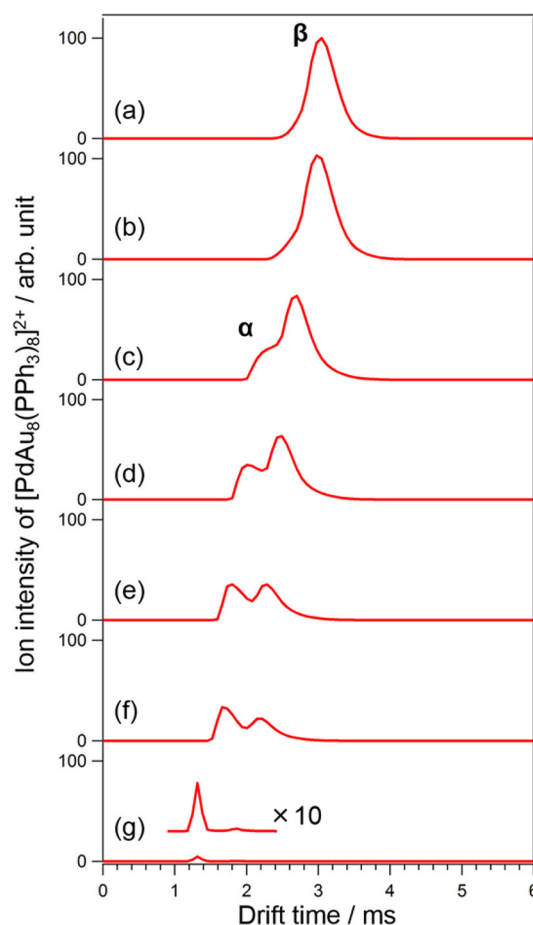 Ion intensity of [PdAu₈(PPh₃)₈]²⁺ / arb. unit
100
β
(a)
0
100
(b)
0
100
α
(c)
0
100
(d)
0
100
(e)
0
100
(f)
0
100
×10
(g)
0
0 1 2 3 4 5 6
Drift time / ms